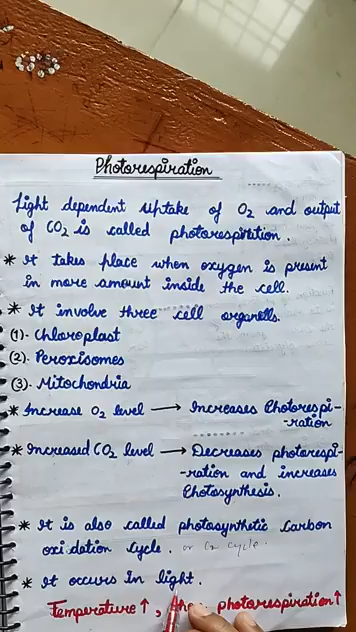 Photorespiration
Light dependent uptake of O2 and output
of CO2 is called photorespiration.
* It takes place when oxygen is present
in more amount inside the cell.
* It involve three cell organells.
(1). Chloroplast
(2). Peroxisomes
(3). Mitochondria
* Increase O2 level → Increases Photorespi-
-ration
* Increased CO2 level → Decreases photorespi-
-ration and increases
Photosynthesis.
* It is also called photosynthetic Carbon
oxidation Cycle. or C2 cycle.
* It occurs in light.
Temperature ↑, photorespiration ↑